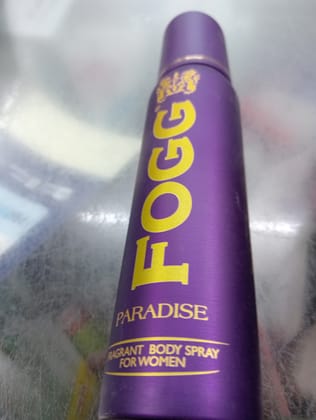 FOGG
PARADISE
FRAGRANT BODY SPRAY
FOR WOMEN